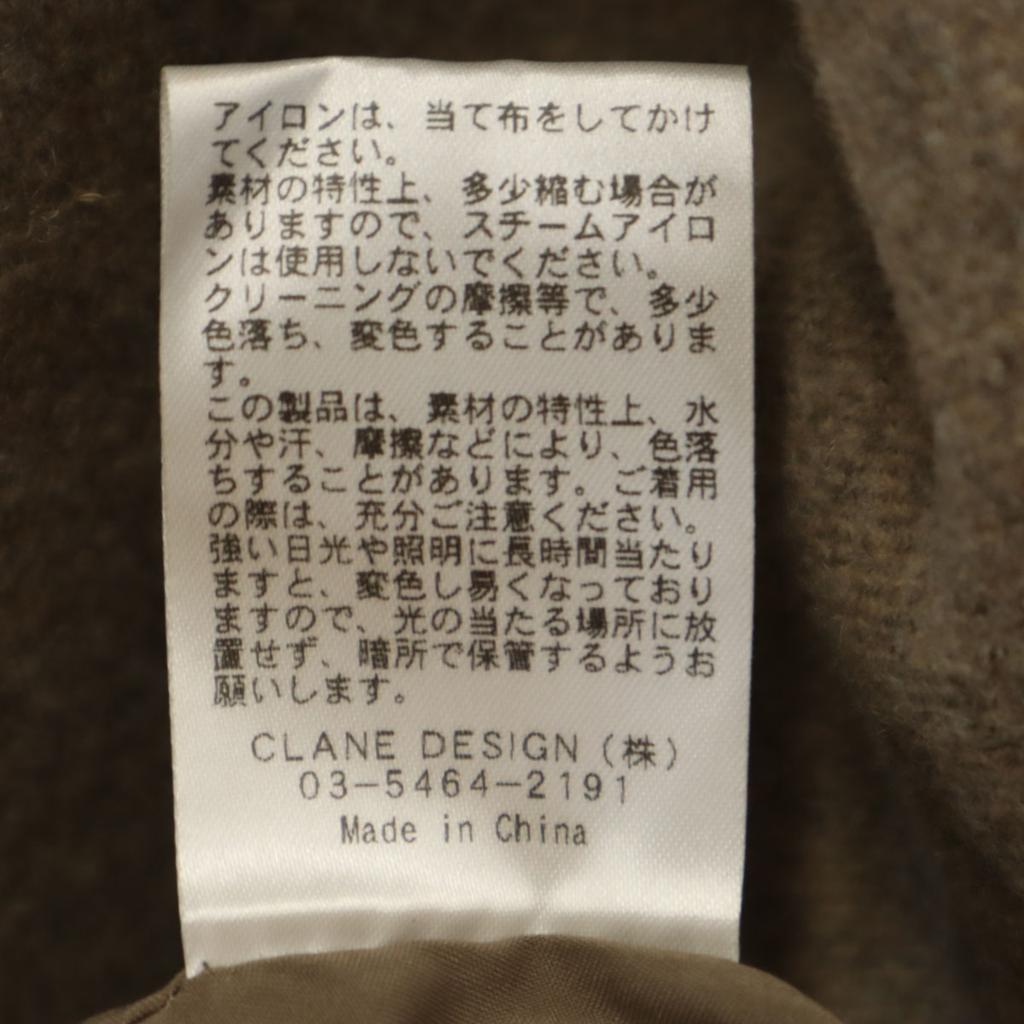 アイロンは、当て布をしてかけ
てください。
素材の特性上、多少縮む場合が
ありますので、スチームアイロ
ンは使用しないでください。
クリーニングの摩擦等で、多少
色落ち、変色することがありま
す。
この製品は、素材の特性上、水
分や汗、摩擦などにより、色落
ちすることがあります。ご着用
の際は、充分ご注意ください。
強い日光や照明に長時間当たり
ますと、変色し易くなっており
ますので、光の当たる場所に放
置せず、暗所で保管するようお
願いします。
CLANE DESIGN (株)
03-5464-2191
Made in China